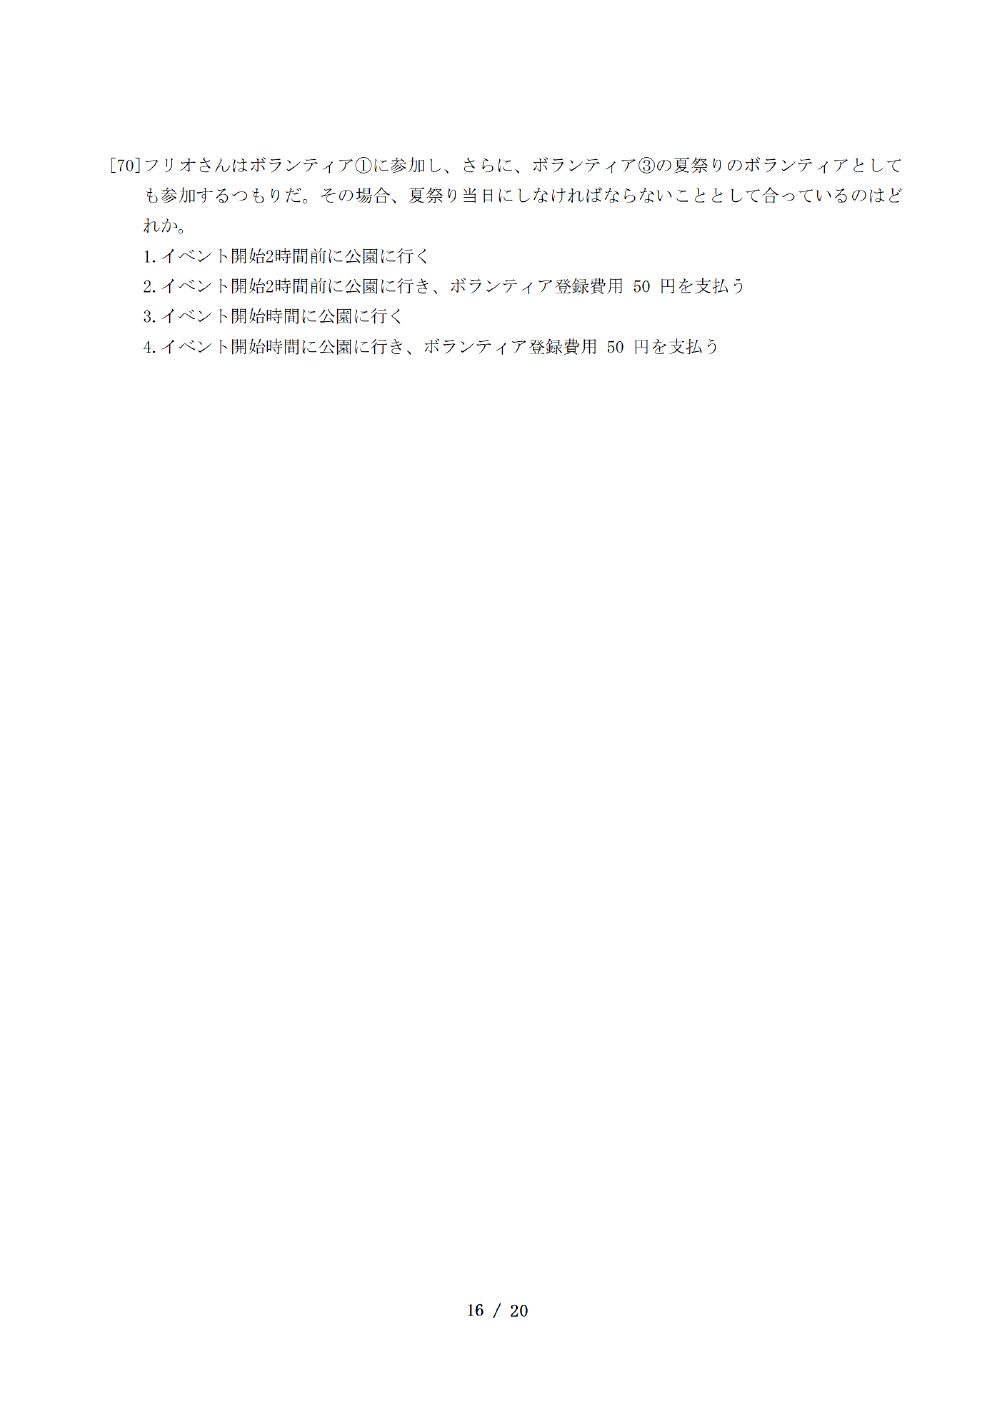 [70]フリオさんはボランティア①に参加し、さらに、ボランティア③の夏祭りのボランティアとして
も参加するつもりだ。その場合、夏祭り当日にしなければならないこととして合っているのはど
れか。
1.イベント開始2時間前に公園に行く
2.イベント開始2時間前に公園に行き、ボランティア登録費用 50 円を支払う
3.イベント開始時間に公園に行く
4.イベント開始時間に公園に行き、ボランティア登録費用 50 円を支払う
16 / 20